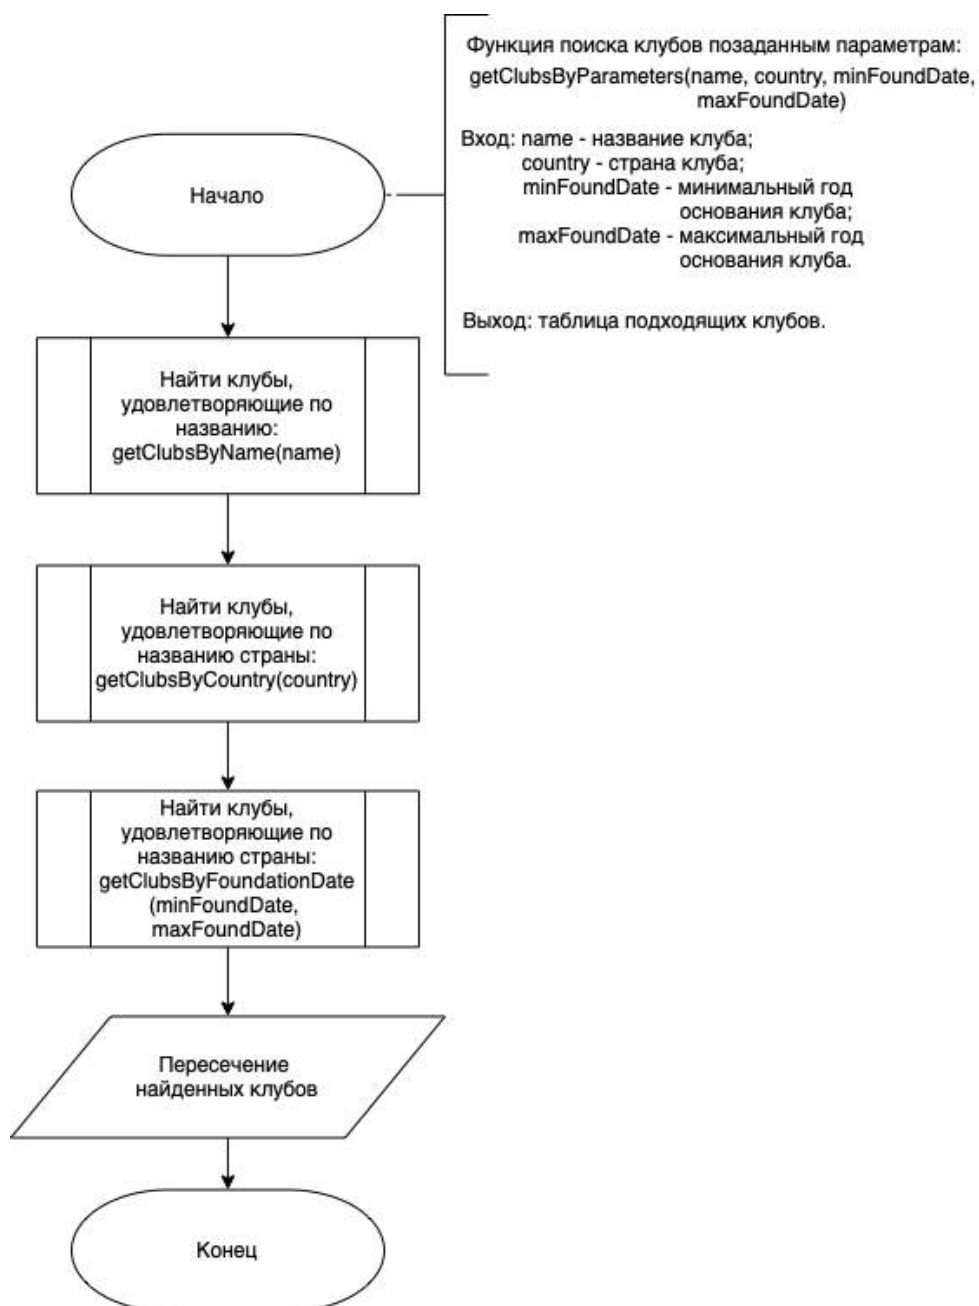 Функция поиска клубов позаданным параметрам:
getClubsByParameters(name, country, minFoundDate,
maxFoundDate)
Вход: name - название клуба;
country - страна клуба;
minFoundDate - минимальный год
основания клуба;
maxFoundDate - максимальный год
основания клуба.
Выход: таблица подходящих клубов.
Начало
Найти клубы,
удовлетворяющие по
названию:
getClubsByName(name)
Найти клубы,
удовлетворяющие по
названию страны:
getClubsByCountry(country)
Найти клубы,
удовлетворяющие по
названию страны:
getClubsByFoundationDate
(minFoundDate,
maxFoundDate)
Пересечение
найденных клубов
Конец